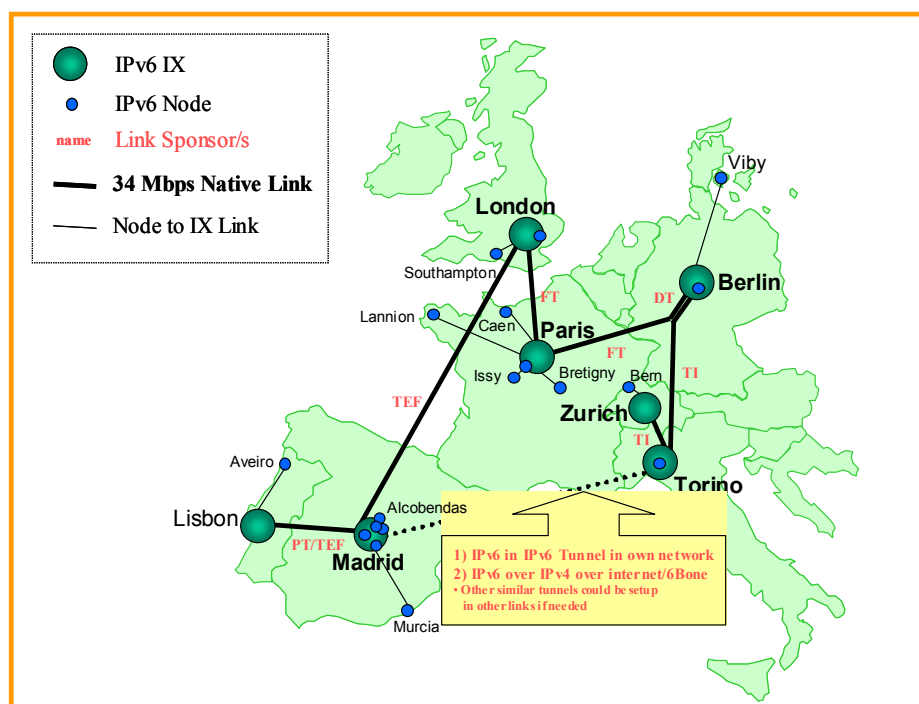 IPv6 IX
IPv6 Node
name Link Sponsor/s
34 Mbps Native Link
Node to IX Link
Viby
London
Southampton
Berlin
DT
FT
Lannion
Caen
Paris
FT
Issy
Bretigny
Bern
TI
Zurich
TEF
TI
Aveiro
Torino
Alcobendas
Lisbon
PT/TEF
Madrid
1) IPv6 in IPv6 Tunnel in own network
2) IPv6 over IPv4 over internet/6Bone
• Other similar tunnels could be setup
in other links if needed
Murcia